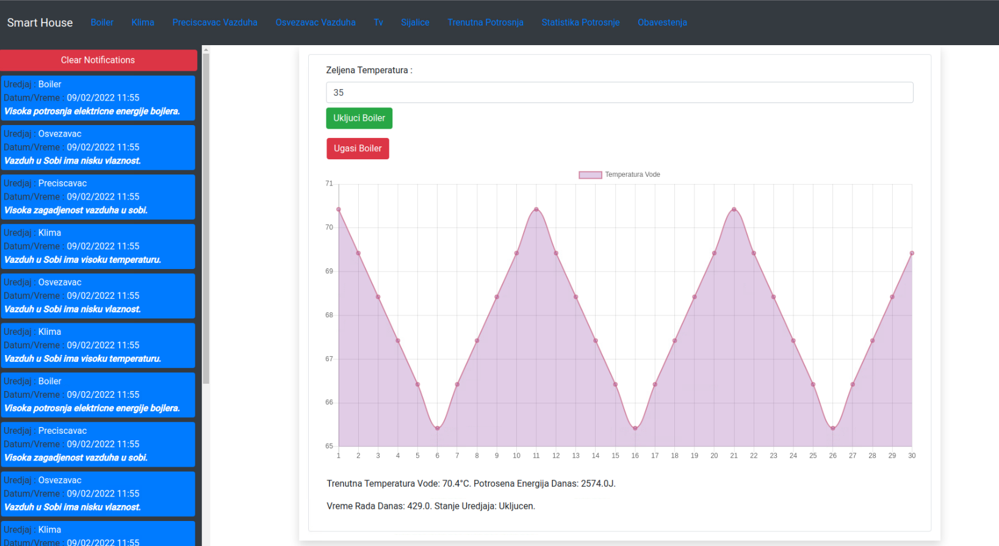 Smart House Boiler Klima Preciscavac Vazduha Osvezavac Vazduha Tv Sijalice Trenutna Potrosnja Statistika Potrosnje Obavestenja
Clear Notifications
Uredjaj : Boiler
Datum/Vreme : 09/02/2022 11:55
Visoka potrosnja elektricne energije bojlera.
Uredjaj : Osvezavac
Datum/Vreme : 09/02/2022 11:55
Vazduh u Sobi ima nisku vlaznost.
Uredjaj : Preciscavac
Datum/Vreme : 09/02/2022 11:55
Visoka zagadjenost vazduha u sobi.
Uredjaj : Klima
Datum/Vreme : 09/02/2022 11:55
Vazduh u Sobi ima visoku temperaturu.
Uredjaj : Osvezavac
Datum/Vreme : 09/02/2022 11:55
Vazduh u Sobi ima nisku vlaznost.
Uredjaj : Klima
Datum/Vreme : 09/02/2022 11:55
Vazduh u Sobi ima visoku temperaturu.
Uredjaj : Boiler
Datum/Vreme : 09/02/2022 11:55
Visoka potrosnja elektricne energije bojlera.
Uredjaj : Preciscavac
Datum/Vreme : 09/02/2022 11:55
Visoka zagadjenost vazduha u sobi.
Uredjaj : Osvezavac
Datum/Vreme : 09/02/2022 11:55
Vazduh u Sobi ima nisku vlaznost.
Uredjaj : Klima
Datum/Vreme : 09/02/2022 11:55
Zeljena Temperatura :
35
Ukljuci Boiler
Ugasi Boiler
Temperatura Vode
71
70
69
68
67
66
65
1 2 3 4 5 6 7 8 9 10 11 12 13 14 15 16 17 18 19 20 21 22 23 24 25 26 27 28 29 30
Trenutna Temperatura Vode: 70.4°C. Potrosena Energija Danas: 2574.0J.
Vreme Rada Danas: 429.0. Stanje Uredjaja: Ukljucen.